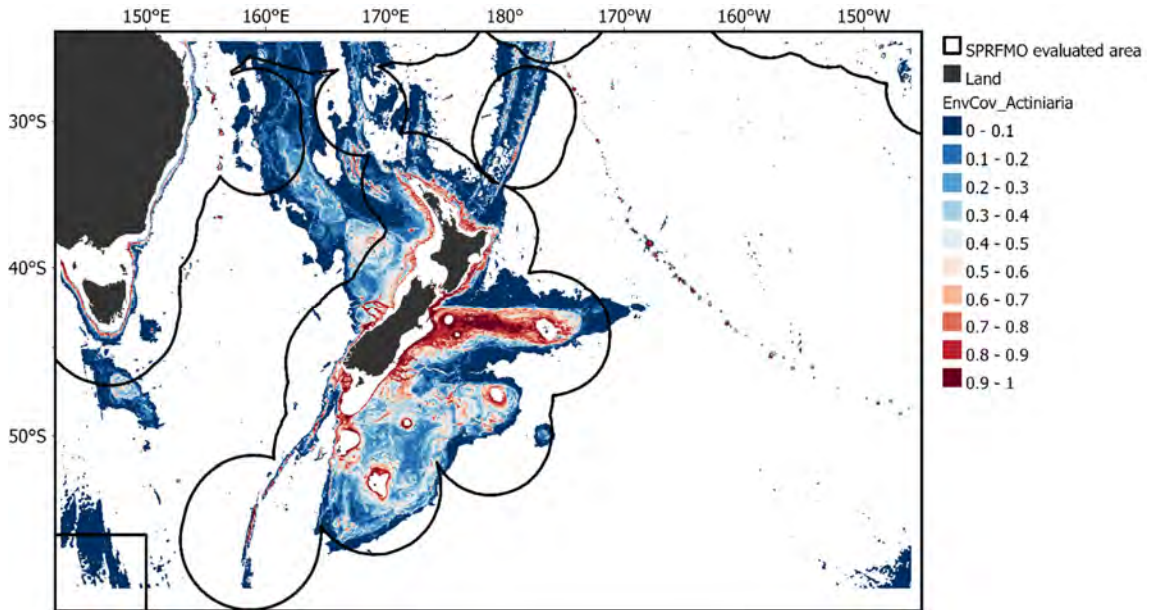 150°E 160°E 170°E 180° 170°W 160°W 150°W
30°S
40°S
50°S
SPRFMO evaluated area
Land
EnvCov_Actiniaria
0 - 0.1
0.1 - 0.2
0.2 - 0.3
0.3 - 0.4
0.4 - 0.5
0.5 - 0.6
0.6 - 0.7
0.7 - 0.8
0.8 - 0.9
0.9 - 1